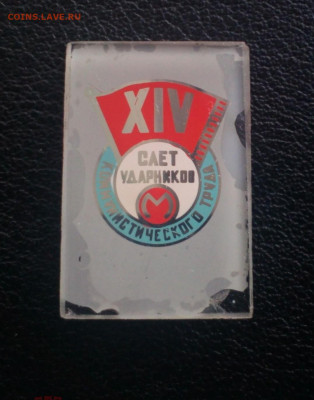 COINS.LAVE.RU
XIV
СЛЕТ
УДАРНИКОВ
КОММУНИСТИЧЕСКОГО ТРУДА
М